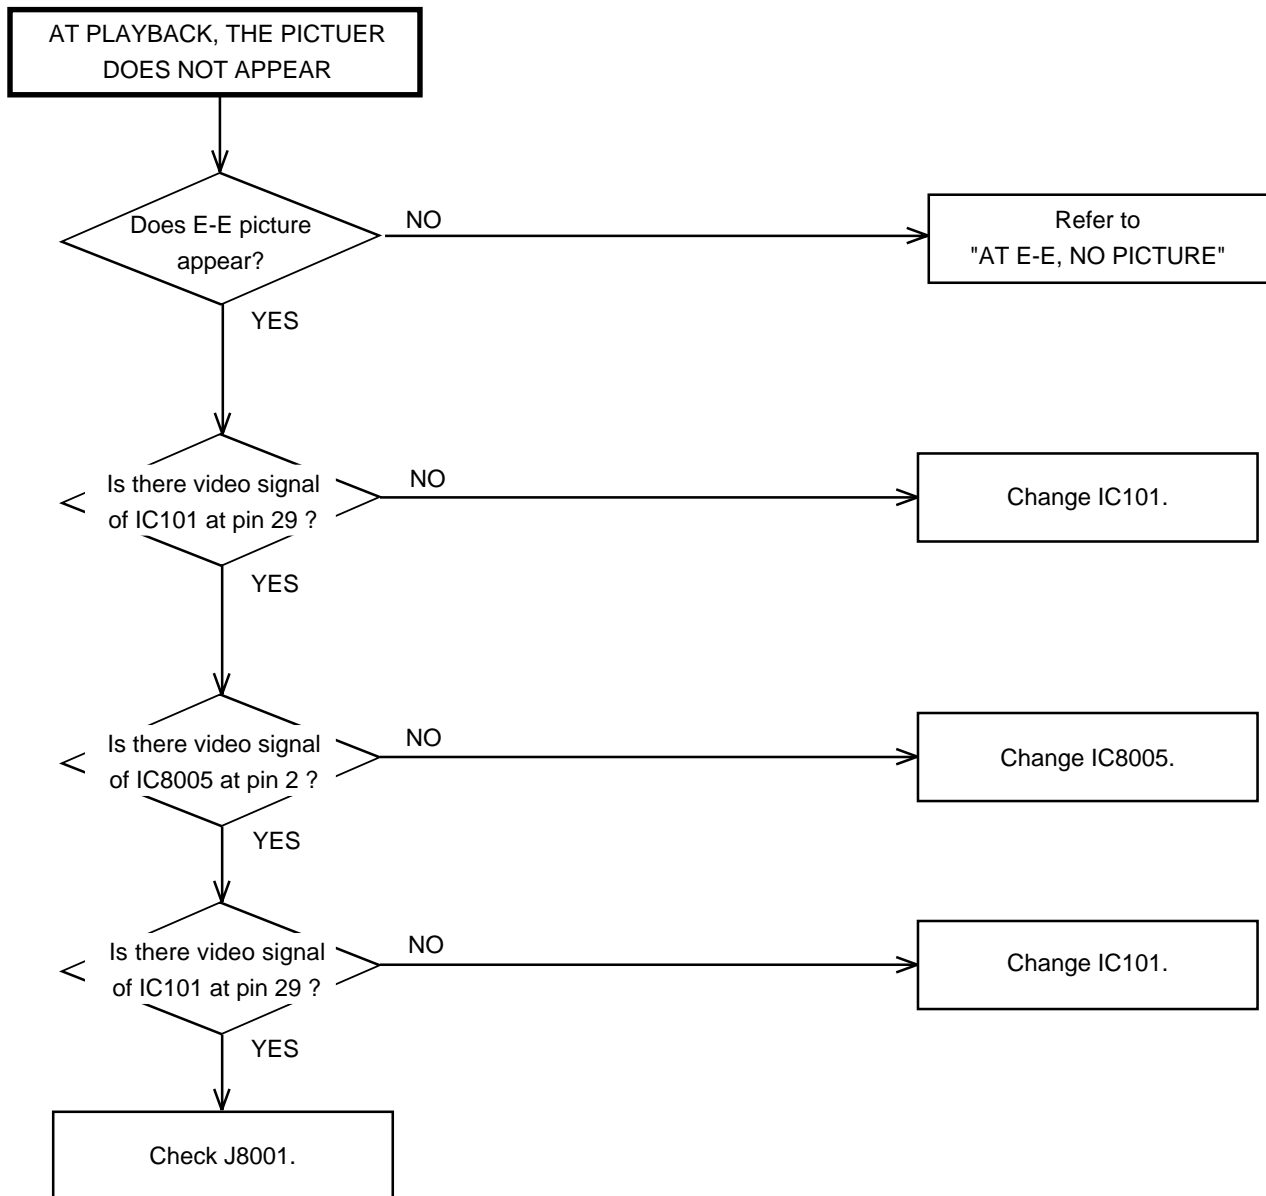 AT PLAYBACK, THE PICTUER
DOES NOT APPEAR
Does E-E picture
appear?
NO
Refer to
"AT E-E, NO PICTURE"
YES
Is there video signal
of IC101 at pin 29 ?
NO
Change IC101.
YES
Is there video signal
of IC8005 at pin 2 ?
NO
Change IC8005.
YES
Is there video signal
of IC101 at pin 29 ?
NO
Change IC101.
YES
Check J8001.